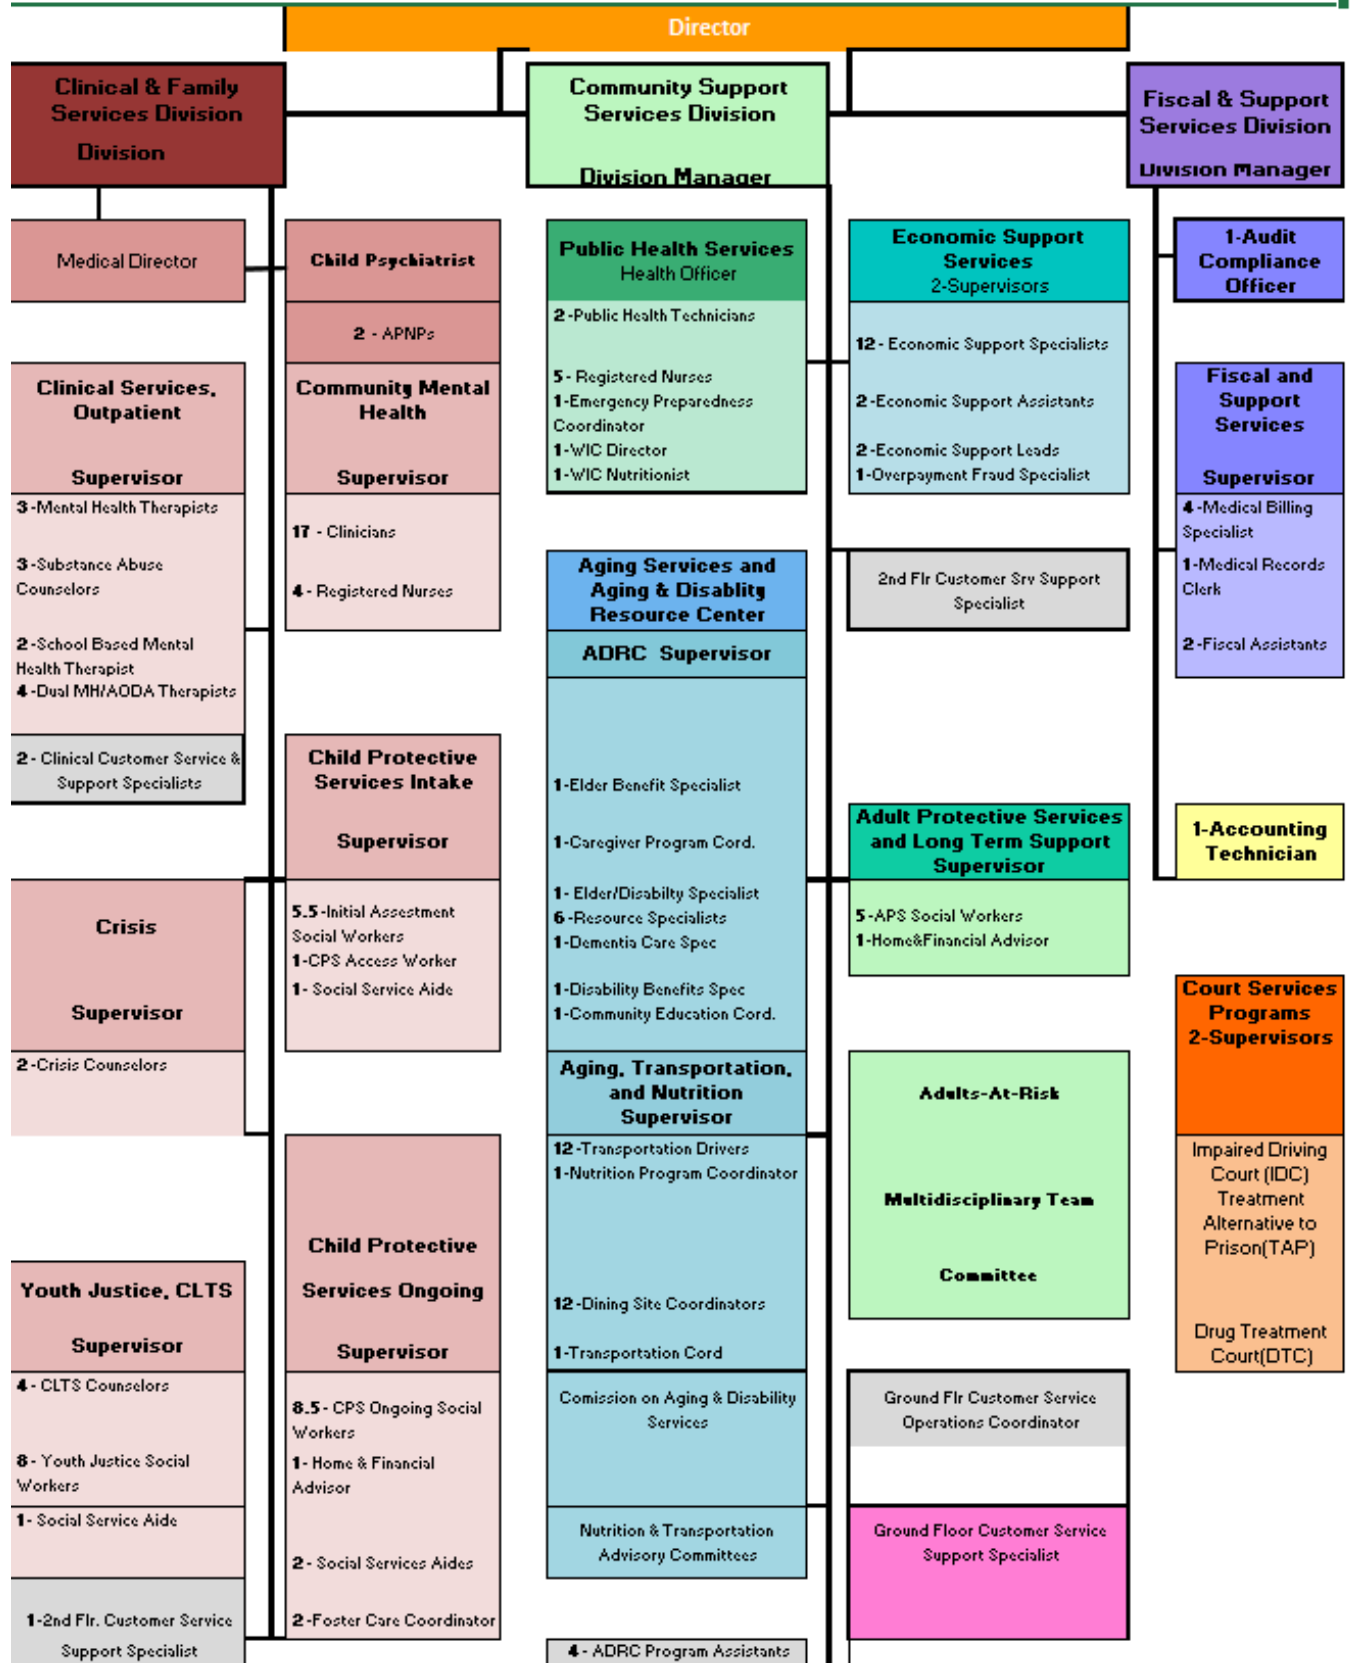 Director
Clinical & Family
Services Division
Division
Community Support
Services Division
Division Manager
Fiscal & Support
Services Division
Division Manager
Medical Director
Child Psychiatrist
2 - APNPs
Public Health Services
Health Officer
2-Public Health Technicians
5 - Registered Nurses
1-Emergency Preparedness
Coordinator
1-WIC Director
1-WIC Nutritionist
Economic Support
Services
2-Supervisors
12 - Economic Support Specialists
2-Economic Support Assistants
2-Economic Support Leads
1-Overpayment Fraud Specialist
1-Audit
Compliance
Officer
Clinical Services,
Outpatient
Supervisor
3-Mental Health Therapists
3-Substance Abuse
Counselors
2-School Based Mental
Health Therapist
4-Dual MH/AODA Therapists
2 - Clinical Customer Service &
Support Specialists
Community Mental
Health
Supervisor
17 - Clinicians
4 - Registered Nurses
Fiscal and
Support
Services
Supervisor
4-Medical Billing
Specialist
1-Medical Records
Clerk
2-Fiscal Assistants
Aging Services and
Aging & Disablity
Resource Center
ADRC Supervisor
1-Elder Benefit Specialist
1-Caregiver Program Cord.
1- Elder/Disabilty Specialist
6-Resource Specialists
1-Dementia Care Spec
1-Disability Benefits Spec
1-Community Education Cord.
2nd Flr Customer Srv Support
Specialist
Child Protective
Services Intake
Supervisor
5.5-Initial Assestment
Social Workers
1-CPS Access Worker
1- Social Service Aide
Adult Protective Services
and Long Term Support
Supervisor
5-APS Social Workers
1-Home&Financial Advisor
1-Accounting
Technician
Crisis
Supervisor
2-Crisis Counselors
Court Services
Programs
2-Supervisors
Impaired Driving
Court (IDC)
Treatment
Alternative to
Prison(TAP)
Drug Treatment
Court(DTC)
Aging, Transportation,
and Nutrition
Supervisor
12-Transportation Drivers
1-Nutrition Program Coordinator
12-Dining Site Coordinators
1-Transportation Cord
Comission on Aging & Disability
Services
Nutrition & Transportation
Advisory Committees
4 - ADRC Program Assistants
Adults-At-Risk
Multidisciplinary Team
Committee
Child Protective
Services Ongoing
Supervisor
8.5 - CPS Ongoing Social
Workers
1- Home & Financial
Advisor
2 - Social Services Aides
2-Foster Care Coordinator
Youth Justice, CLTS
Supervisor
4 - CLTS Counselors
8 - Youth Justice Social
Workers
1- Social Service Aide
1-2nd Flr. Customer Service
Support Specialist
Ground Flr Customer Service
Operations Coordinator
Ground Floor Customer Service
Support Specialist